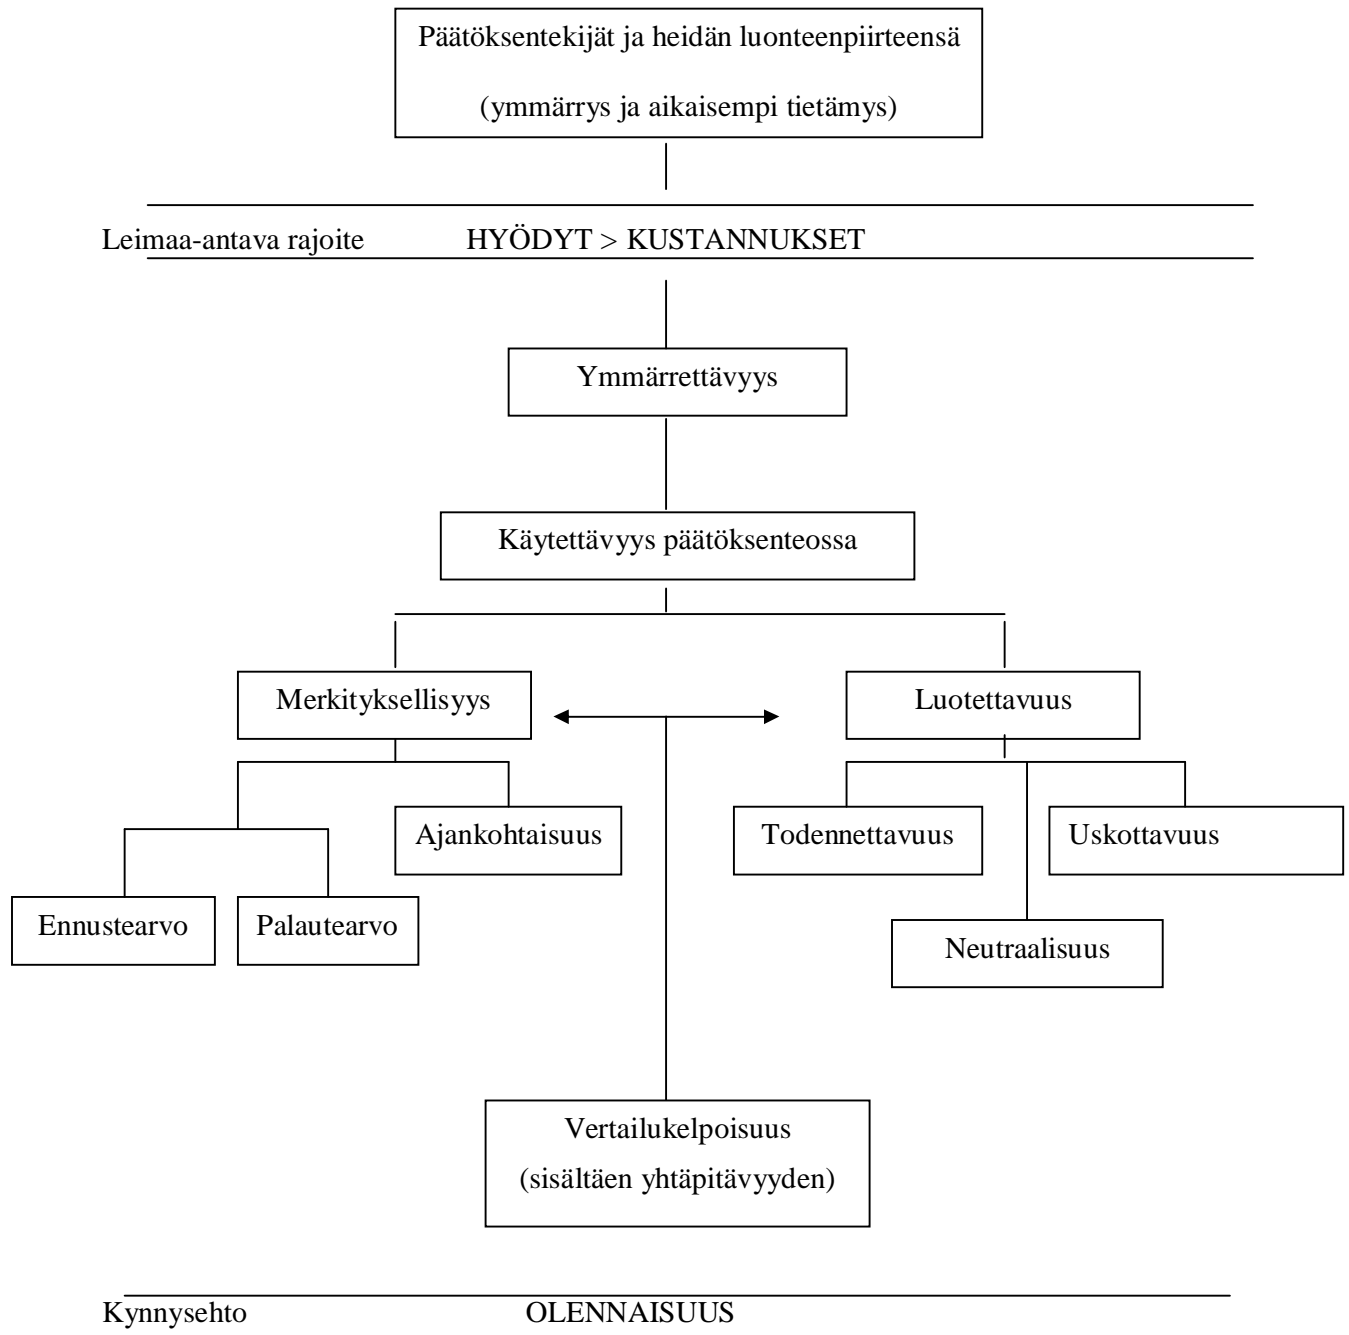 Päätöksentekijät ja heidän luonteenpiirteensä
(ymmärrys ja aikaisempi tietämys)
Leimaa-antava rajoite HYÖDYT > KUSTANNUKSET
Ymmärrettävyys
Käytettävyys päätöksenteossa
Merkityksellisyys
Luotettavuus
Ajankohtaisuus
Todennettavuus
Uskottavuus
Ennustearvo
Palautearvo
Neutraalisuus
Vertailukelpoisuus
(sisältäen yhtäpitävyyden)
Kynnysehto OLENNAISUUS